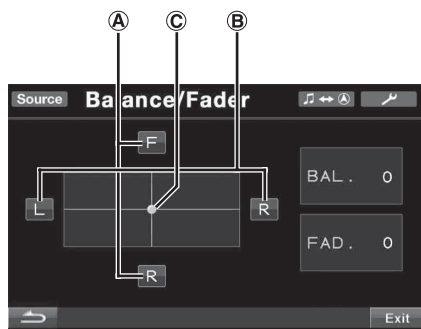 A C B
Source Balance/Fader
F
BAL. 0
L R
FAD. 0
R
Exit